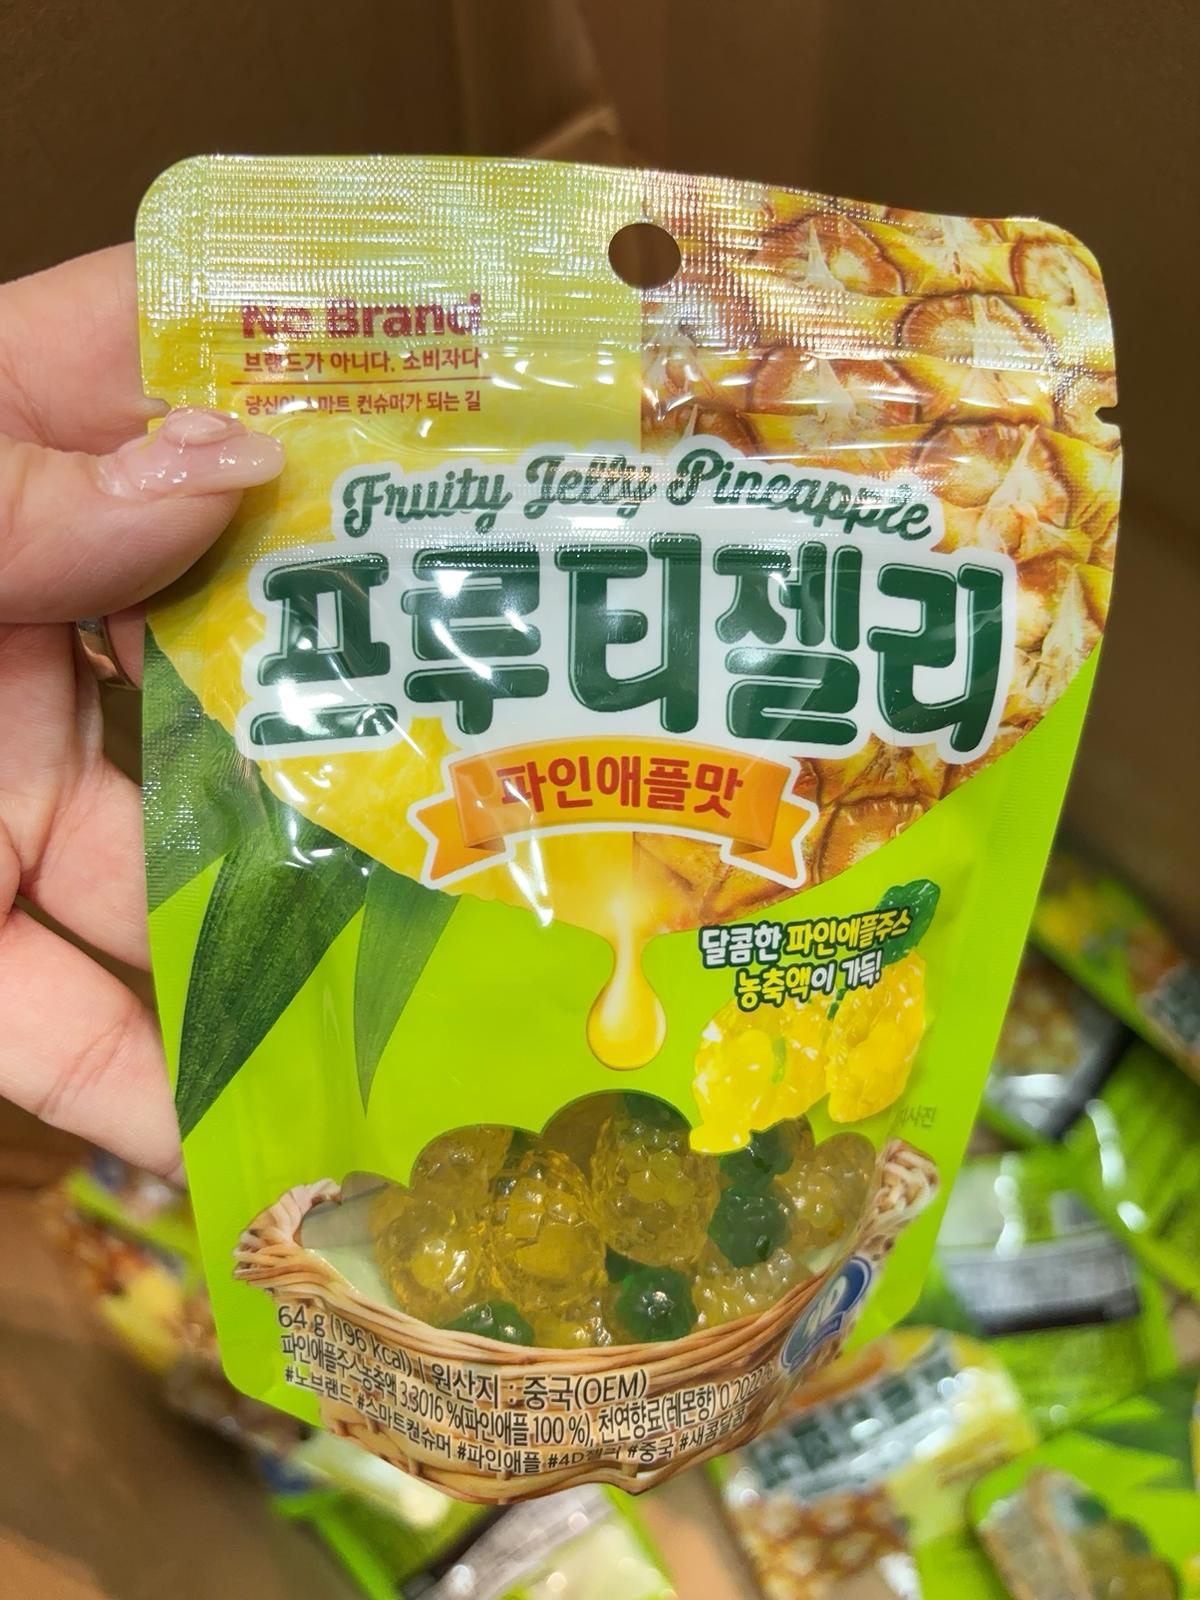 No Brand
브랜드가 아니다. 소비자다
당신이 스마트 컨슈머가 되는 길
Fruity Jelly Pineapple
프루티젤리
파인애플맛
달콤한 파인애플주스
농축액이 가득!
64 g (196 kcal) | 원산지 : 중국(OEM)
파인애플주스농축액 3.3016 %(파인애플 100 %), 천연향료(레몬향) 0.2022%
#노브랜드 #스마트컨슈머 #파인애플 #4D젤리 #중국 #새콤달콤
4D